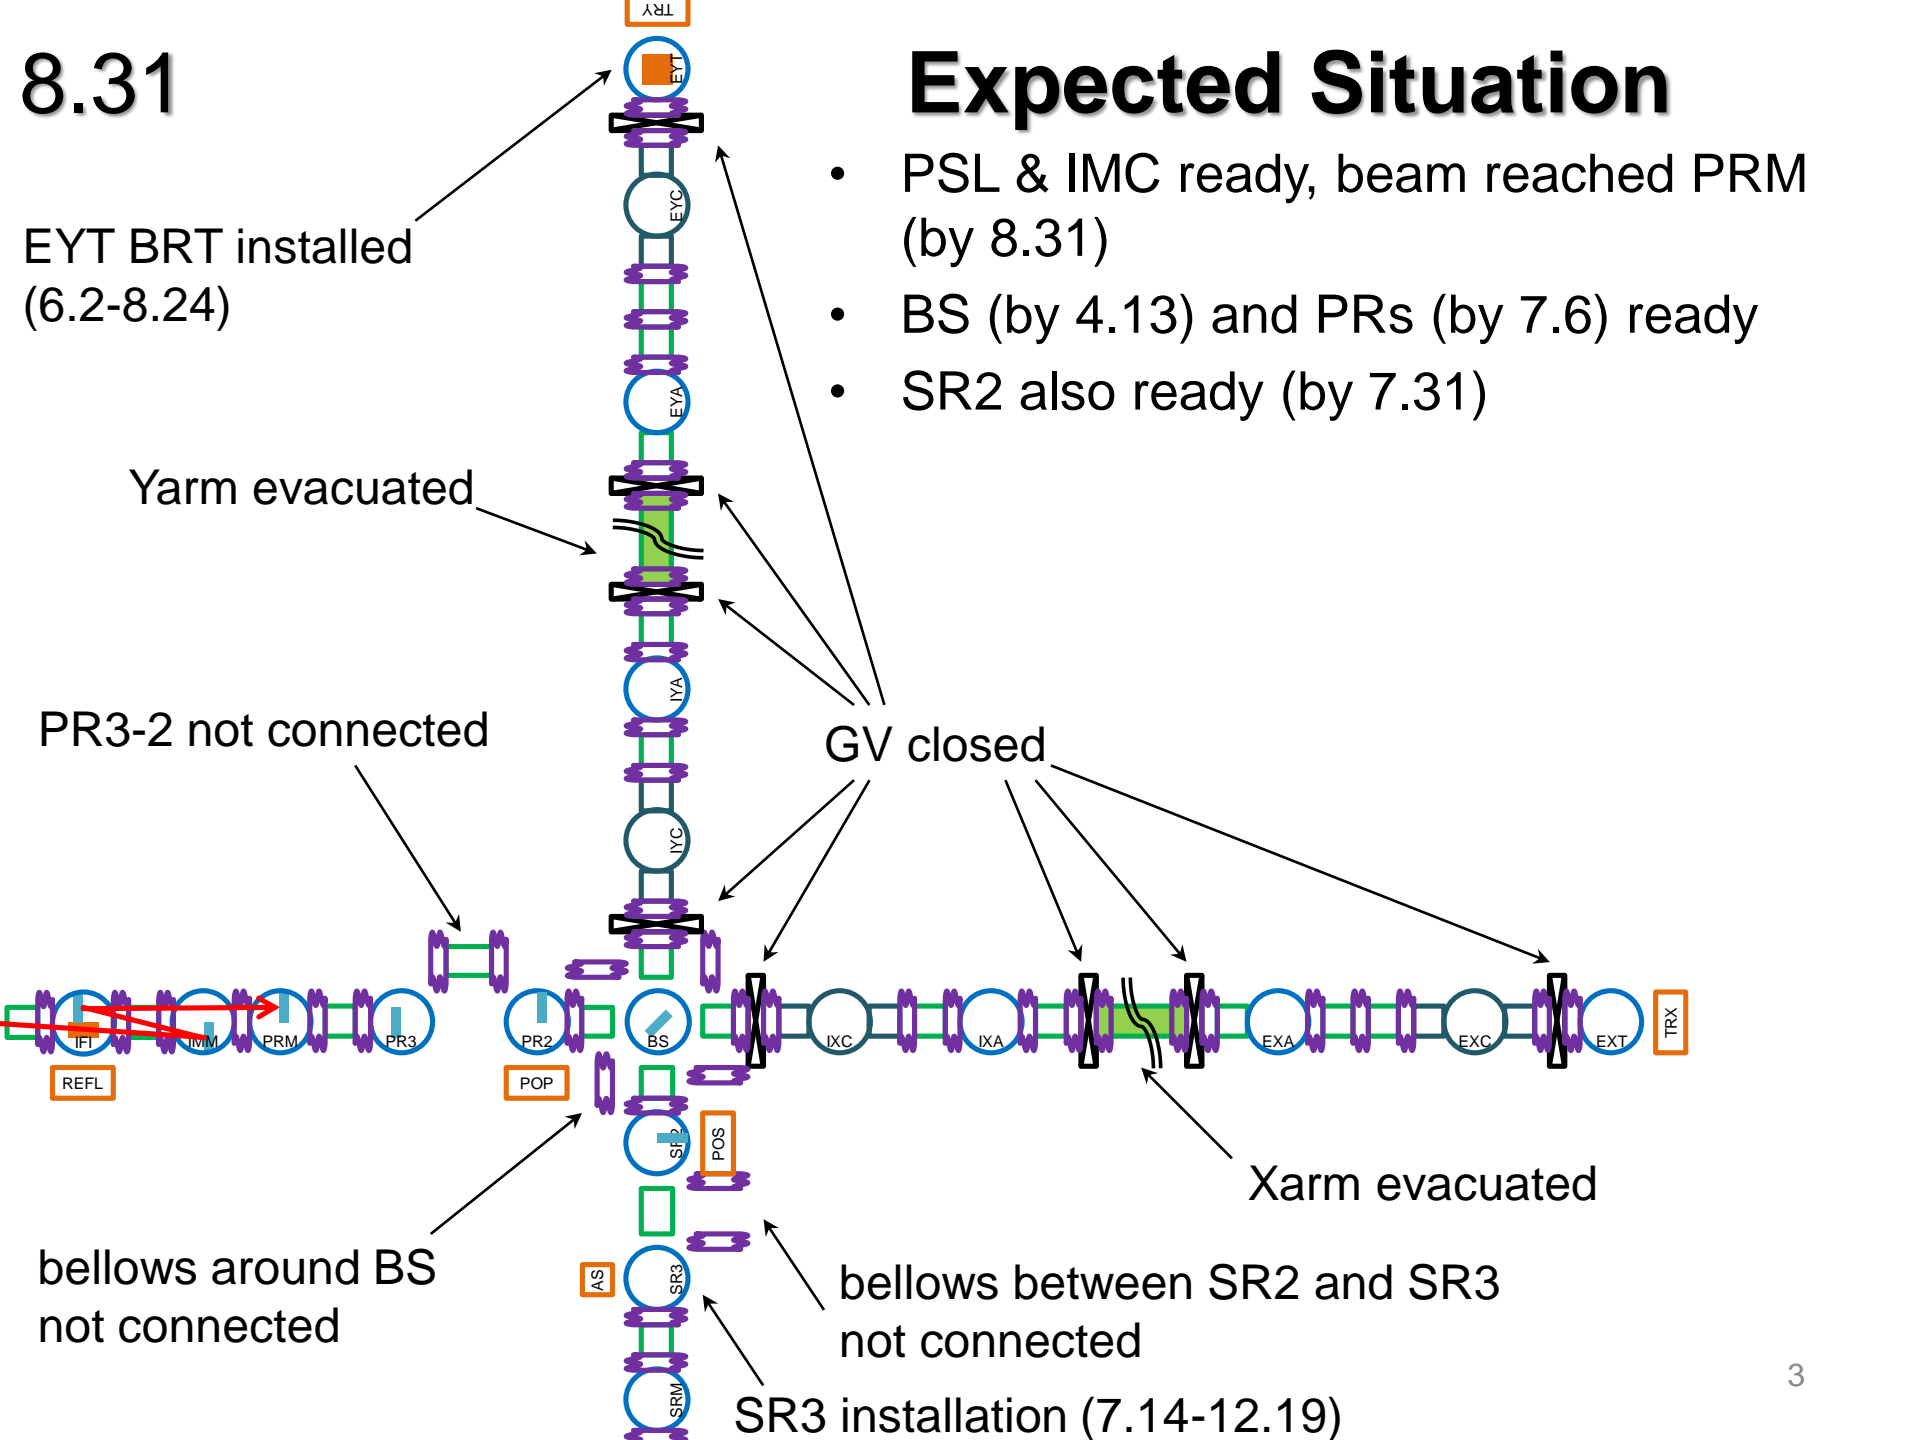 TRY
8.31
Expected Situation
EYT
• PSL & IMC ready, beam reached PRM
(by 8.31)
• BS (by 4.13) and PRs (by 7.6) ready
• SR2 also ready (by 7.31)
EYC
EYT BRT installed
(6.2-8.24)
EYA
Yarm evacuated
IYA
PR3-2 not connected
GV closed
IYC
IFI
IMM
PRM
PR3
PR2
BS
IXC
IXA
EXA
EXC
EXT
TRX
REFL
POP
SR2
POS
Xarm evacuated
bellows around BS
not connected
AS
SR3
bellows between SR2 and SR3
not connected
SRM
SR3 installation (7.14-12.19)
3